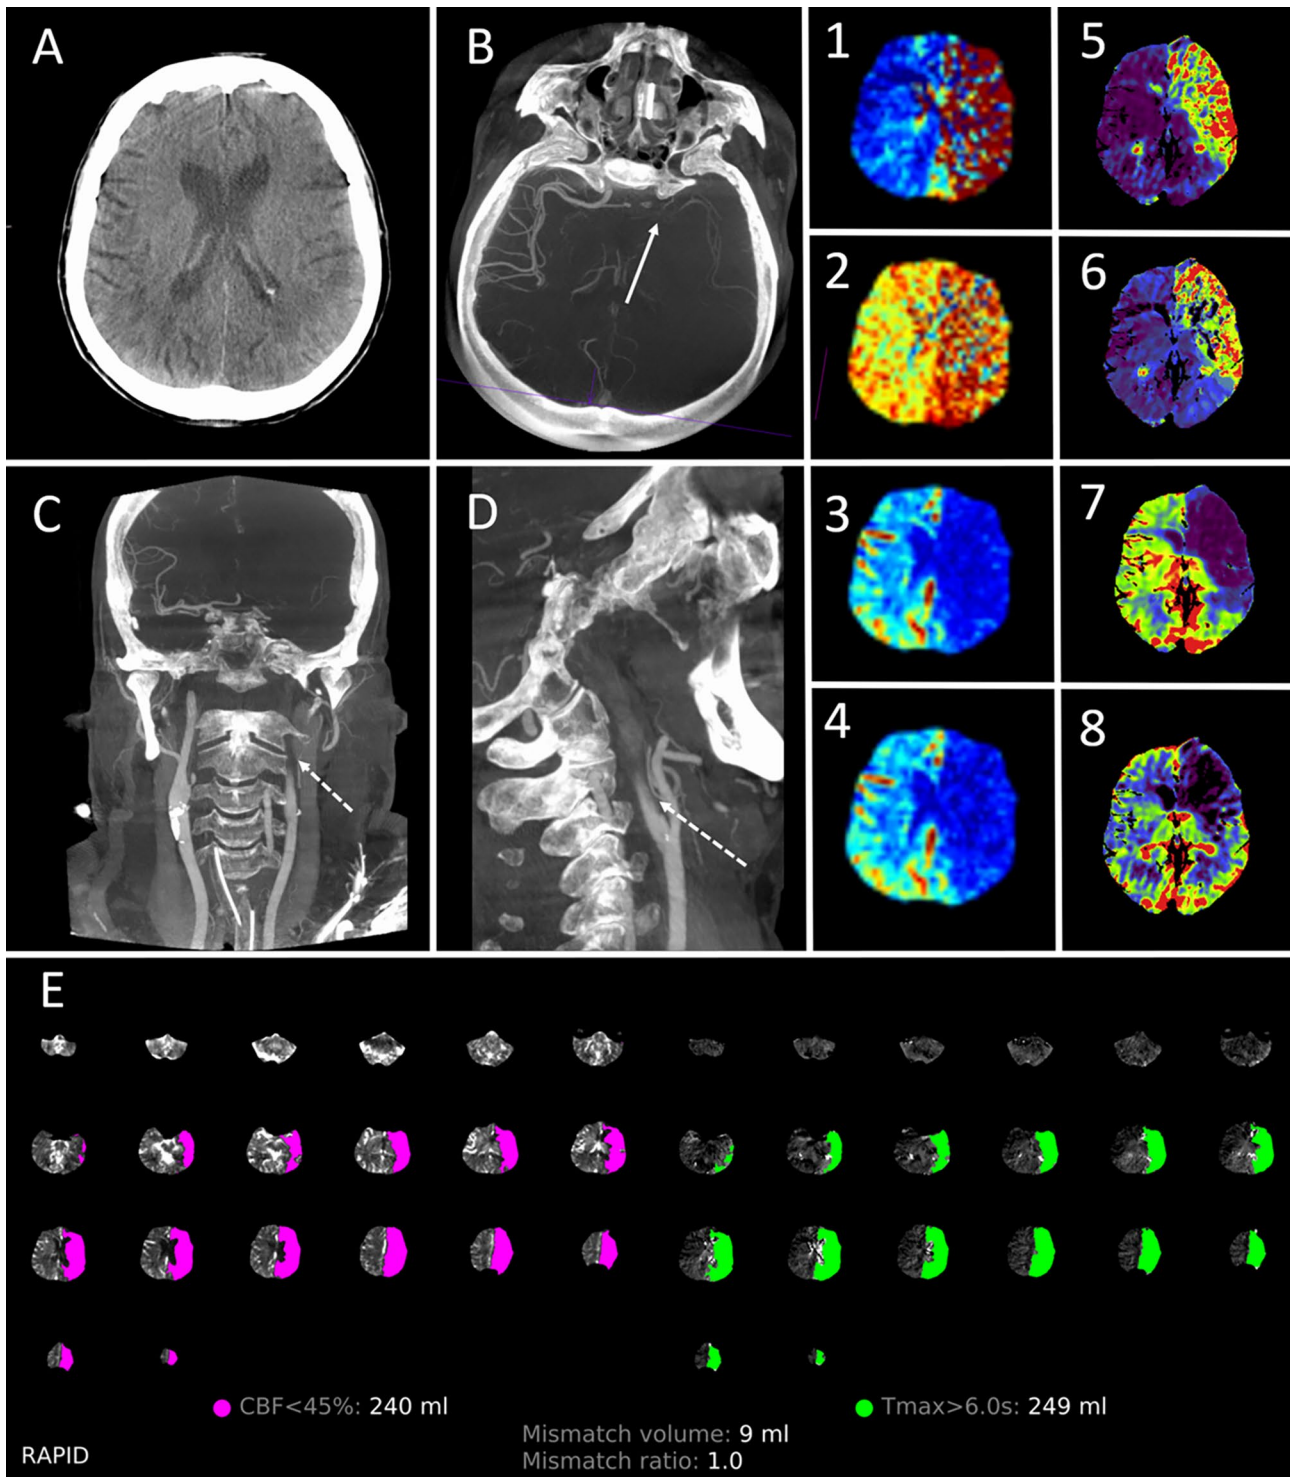 A
B
1
5
2
6
C
D
3
7
4
8
E
CBF<45%: 240 ml
Tmax>6.0s: 249 ml
Mismatch volume: 9 ml
Mismatch ratio: 1.0
RAPID